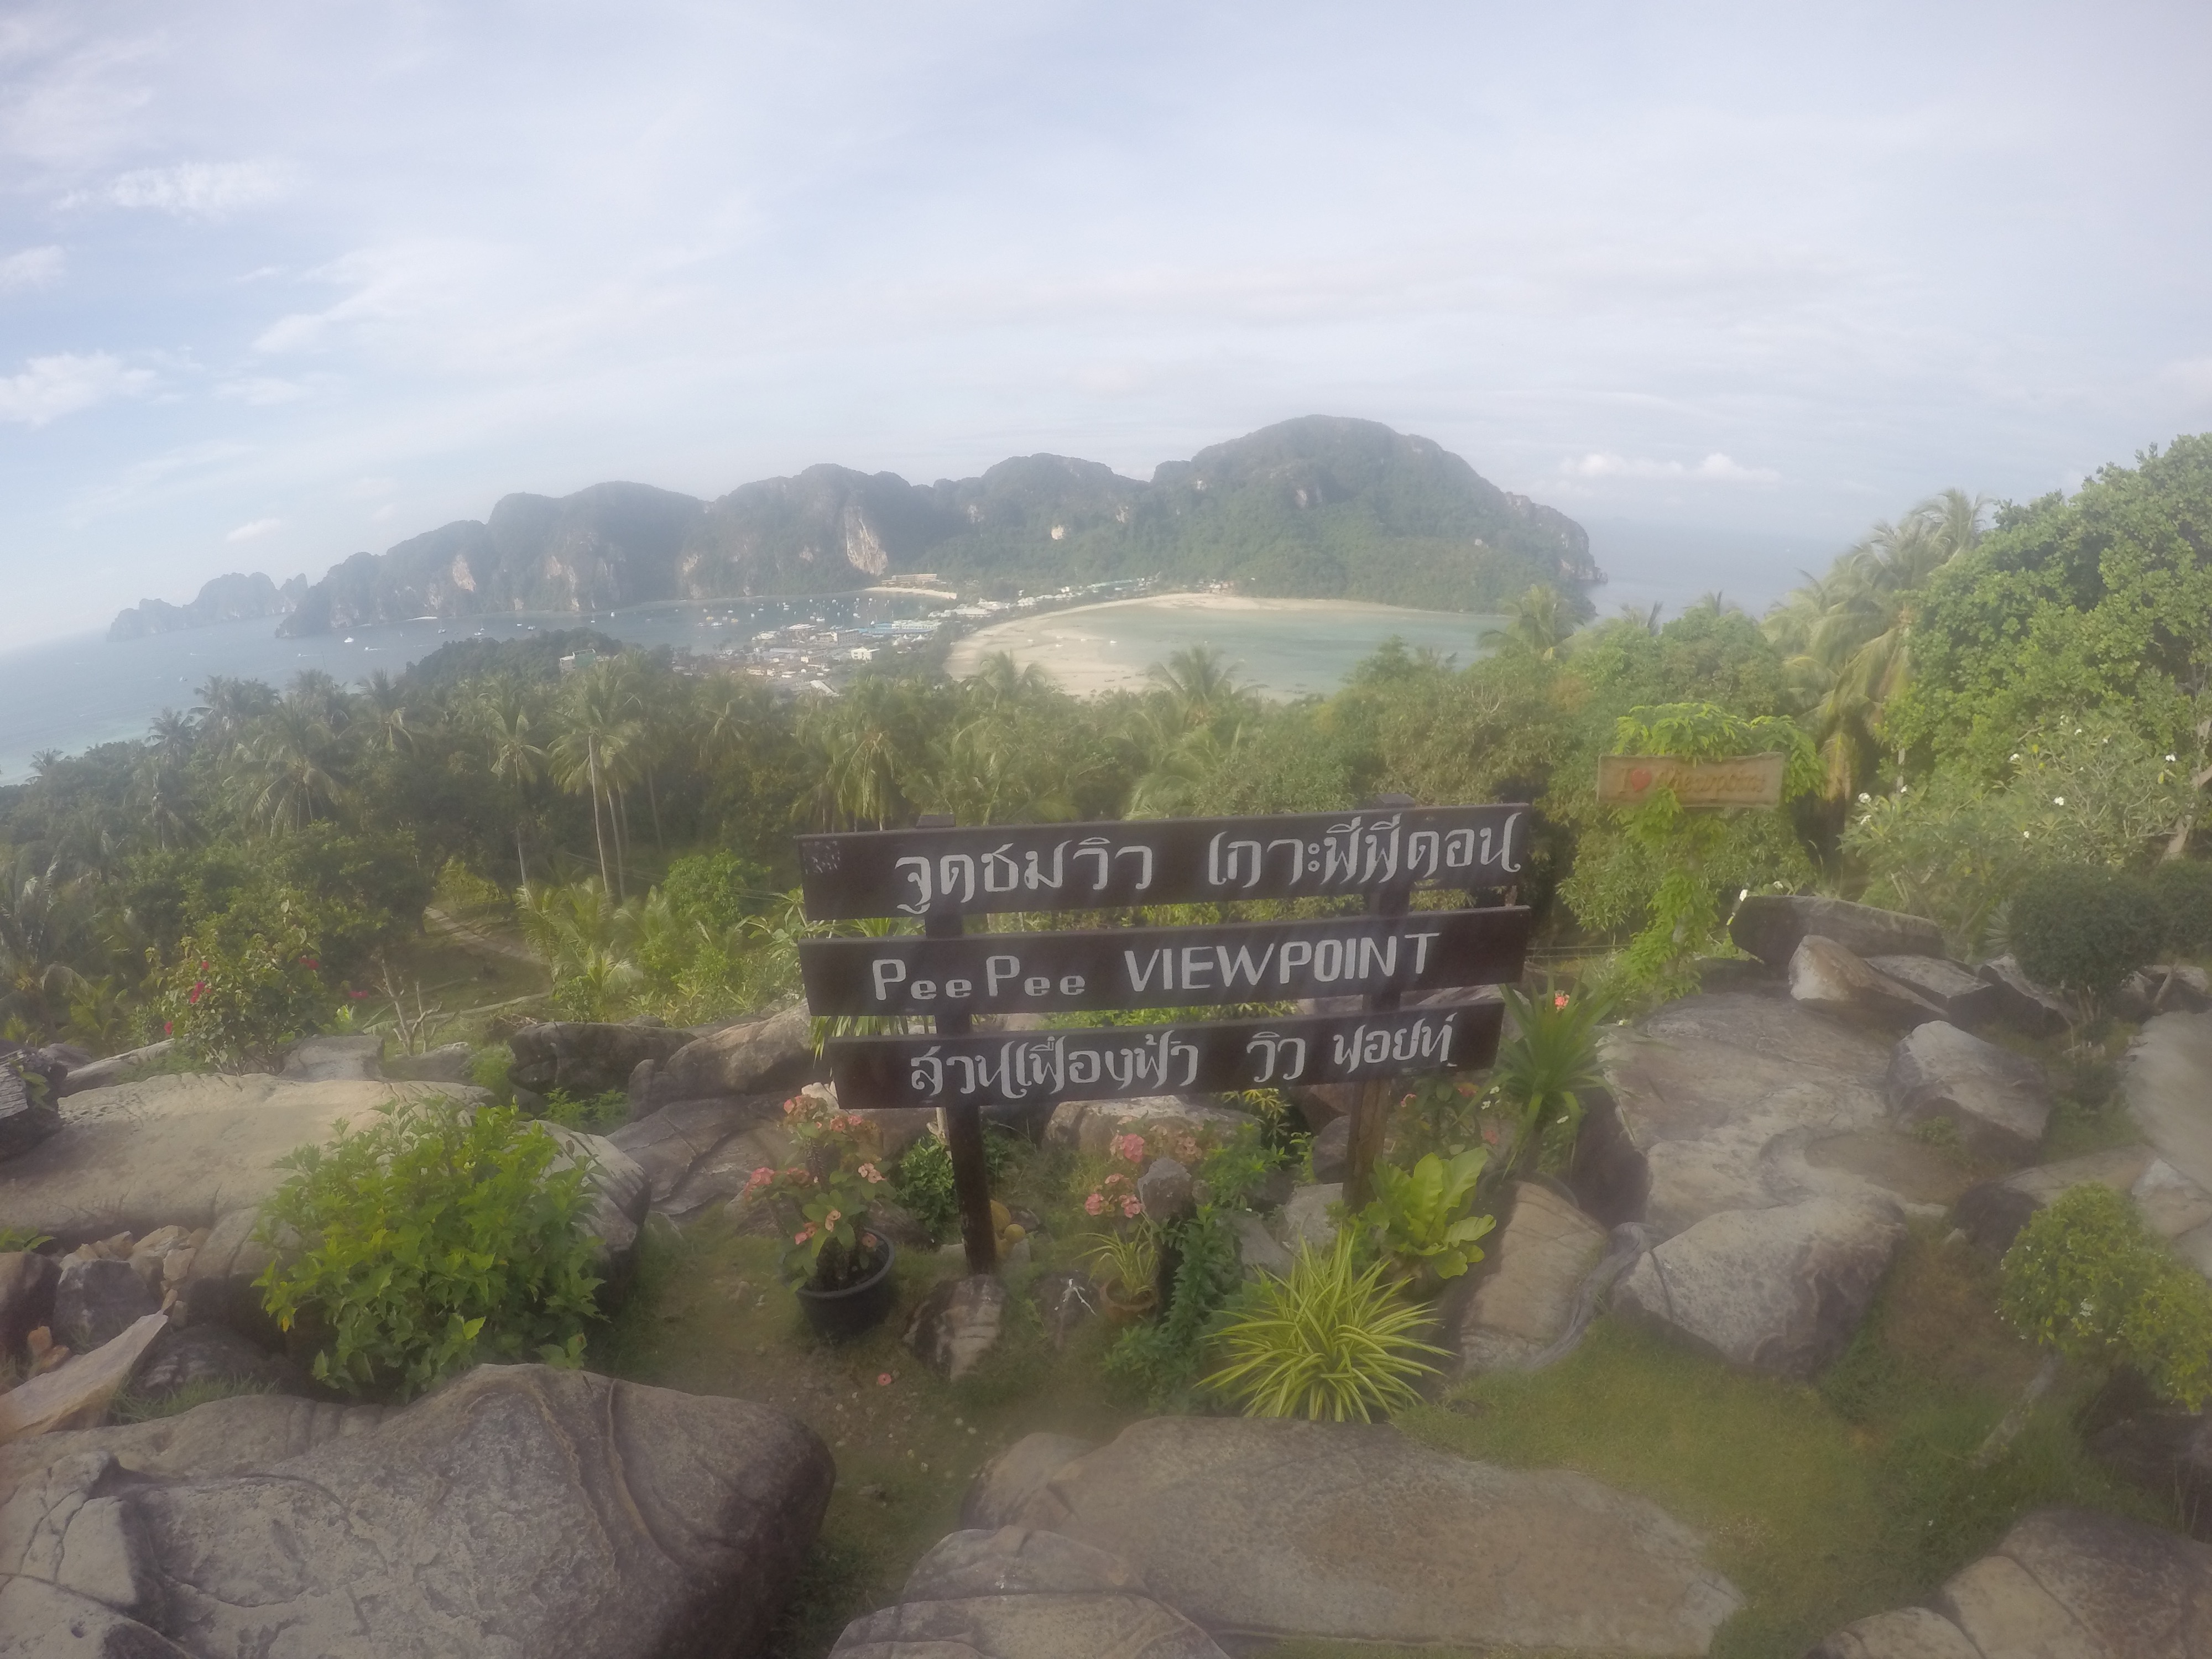 จุดชมวิว เกาะพีพีดอน
PeePee VIEWPOINT
สวนเฟื่องฟ้า วิว พอยท์
I ❤ Viewpoint